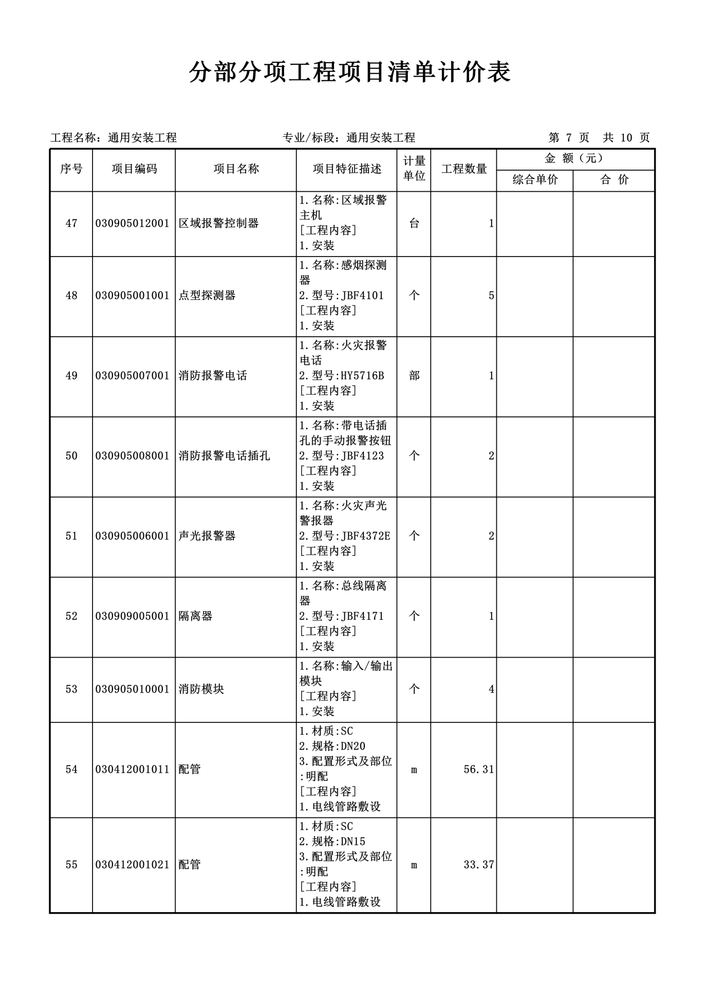 分部分项工程项目清单计价表
工程名称：通用安装工程 专业/标段：通用安装工程 第 7 页 共 10 页
序号 项目编码 项目名称 项目特征描述 计量单位 工程数量 金 额（元）
综合单价 合 价
47 030905012001 区域报警控制器 1.名称:区域报警
主机
[工程内容]
1.安装
台 1
48 030905001001 点型探测器 1.名称:感烟探测
器
2.型号:JBF4101
[工程内容]
1.安装
个 5
49 030905007001 消防报警电话 1.名称:火灾报警
电话
2.型号:HY5716B
[工程内容]
1.安装
部 1
50 030905008001 消防报警电话插孔 1.名称:带电话插
孔的手动报警按钮
2.型号:JBF4123
[工程内容]
1.安装
个 2
51 030905006001 声光报警器 1.名称:火灾声光
警报器
2.型号:JBF4372E
[工程内容]
1.安装
个 2
52 030909005001 隔离器 1.名称:总线隔离
器
2.型号:JBF4171
[工程内容]
1.安装
个 1
53 030905010001 消防模块 1.名称:输入/输出
模块
[工程内容]
1.安装
个 4
54 030412001011 配管 1.材质:SC
2.规格:DN20
3.配置形式及部位
:明配
[工程内容]
1.电线管路敷设
m 56.31
55 030412001021 配管 1.材质:SC
2.规格:DN15
3.配置形式及部位
:明配
[工程内容]
1.电线管路敷设
m 33.37